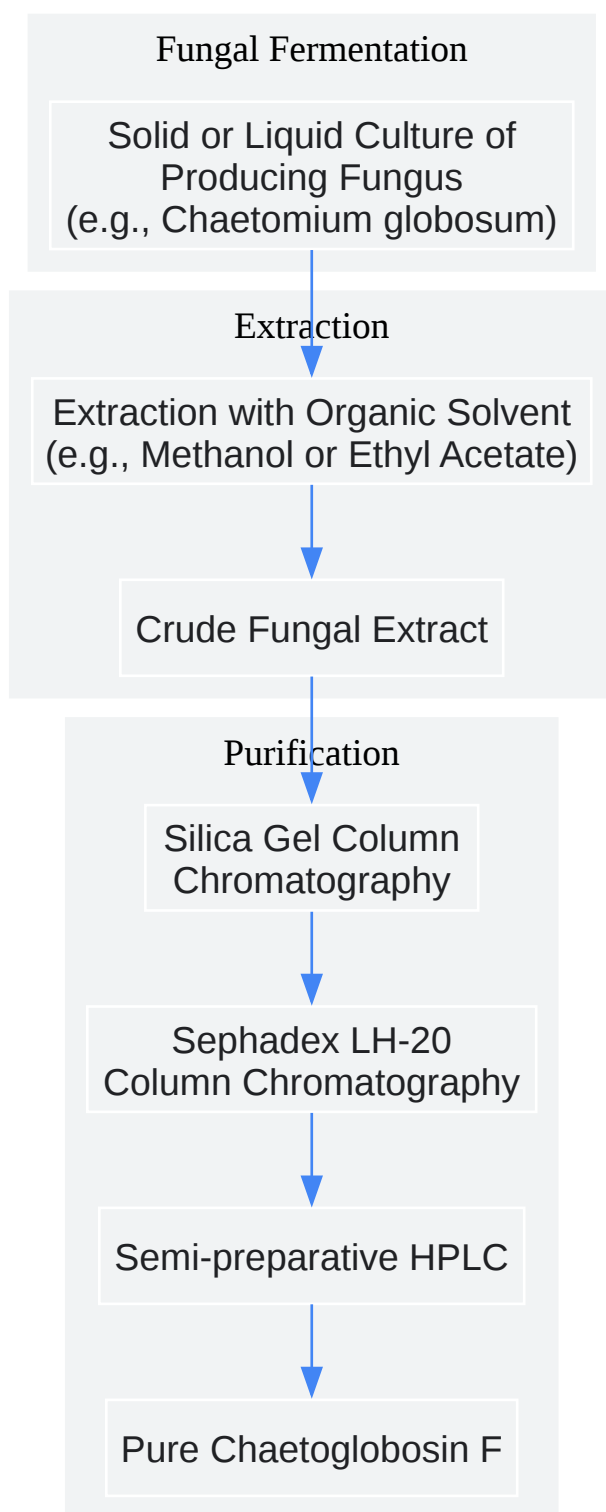 Fungal Fermentation
Solid or Liquid Culture of
Producing Fungus
(e.g., Chaetomium globosum)
Extraction
Extraction with Organic Solvent
(e.g., Methanol or Ethyl Acetate)
Crude Fungal Extract
Purification
Silica Gel Column
Chromatography
Sephadex LH-20
Column Chromatography
Semi-preparative HPLC
Pure Chaetoglobosin F